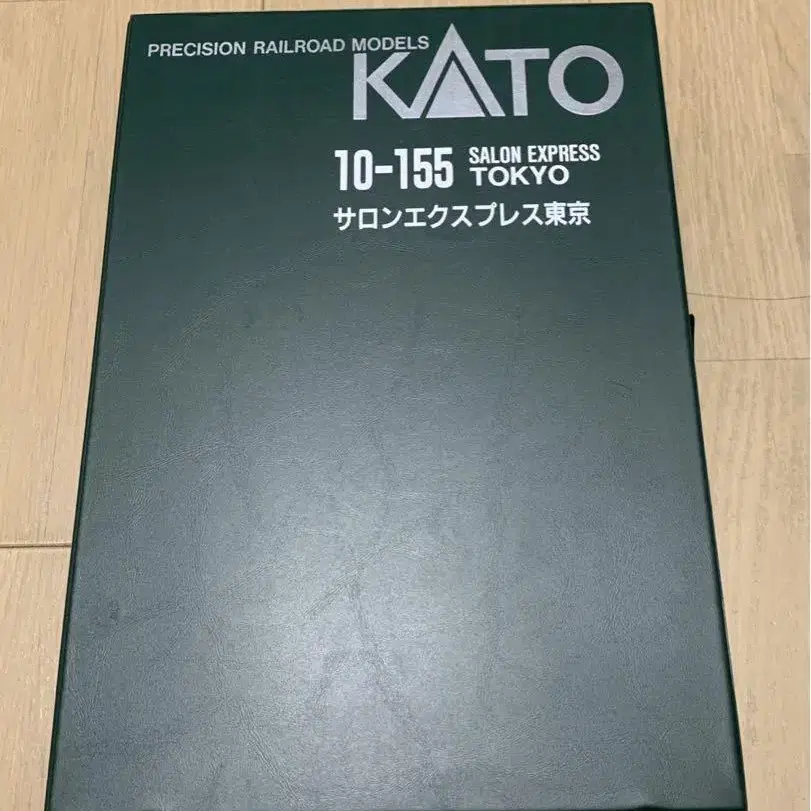 PRECISION RAILROAD MODELS
KATO
10-155 SALON EXPRESS
TOKYO
サロンエクスプレス東京